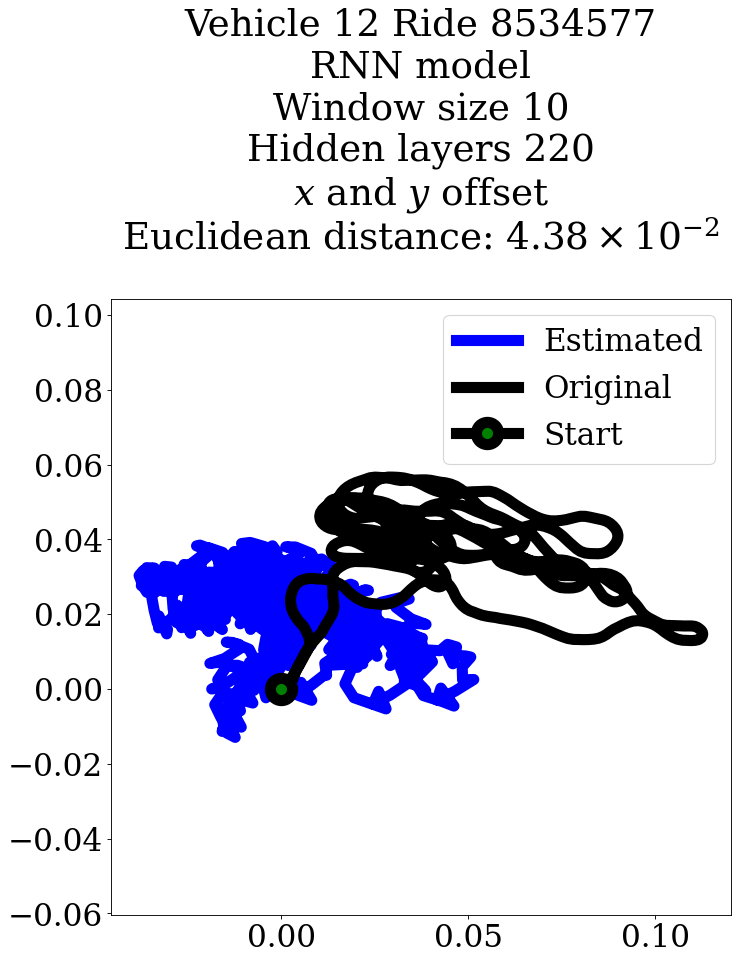 Vehicle 12 Ride 8534577
RNN model
Window size 10
Hidden layers 220
x and y offset
Euclidean distance: 4.38 × 10⁻²
Estimated
Original
Start
0.10
0.08
0.06
0.04
0.02
0.00
−0.02
−0.04
−0.06
0.00 0.05 0.10